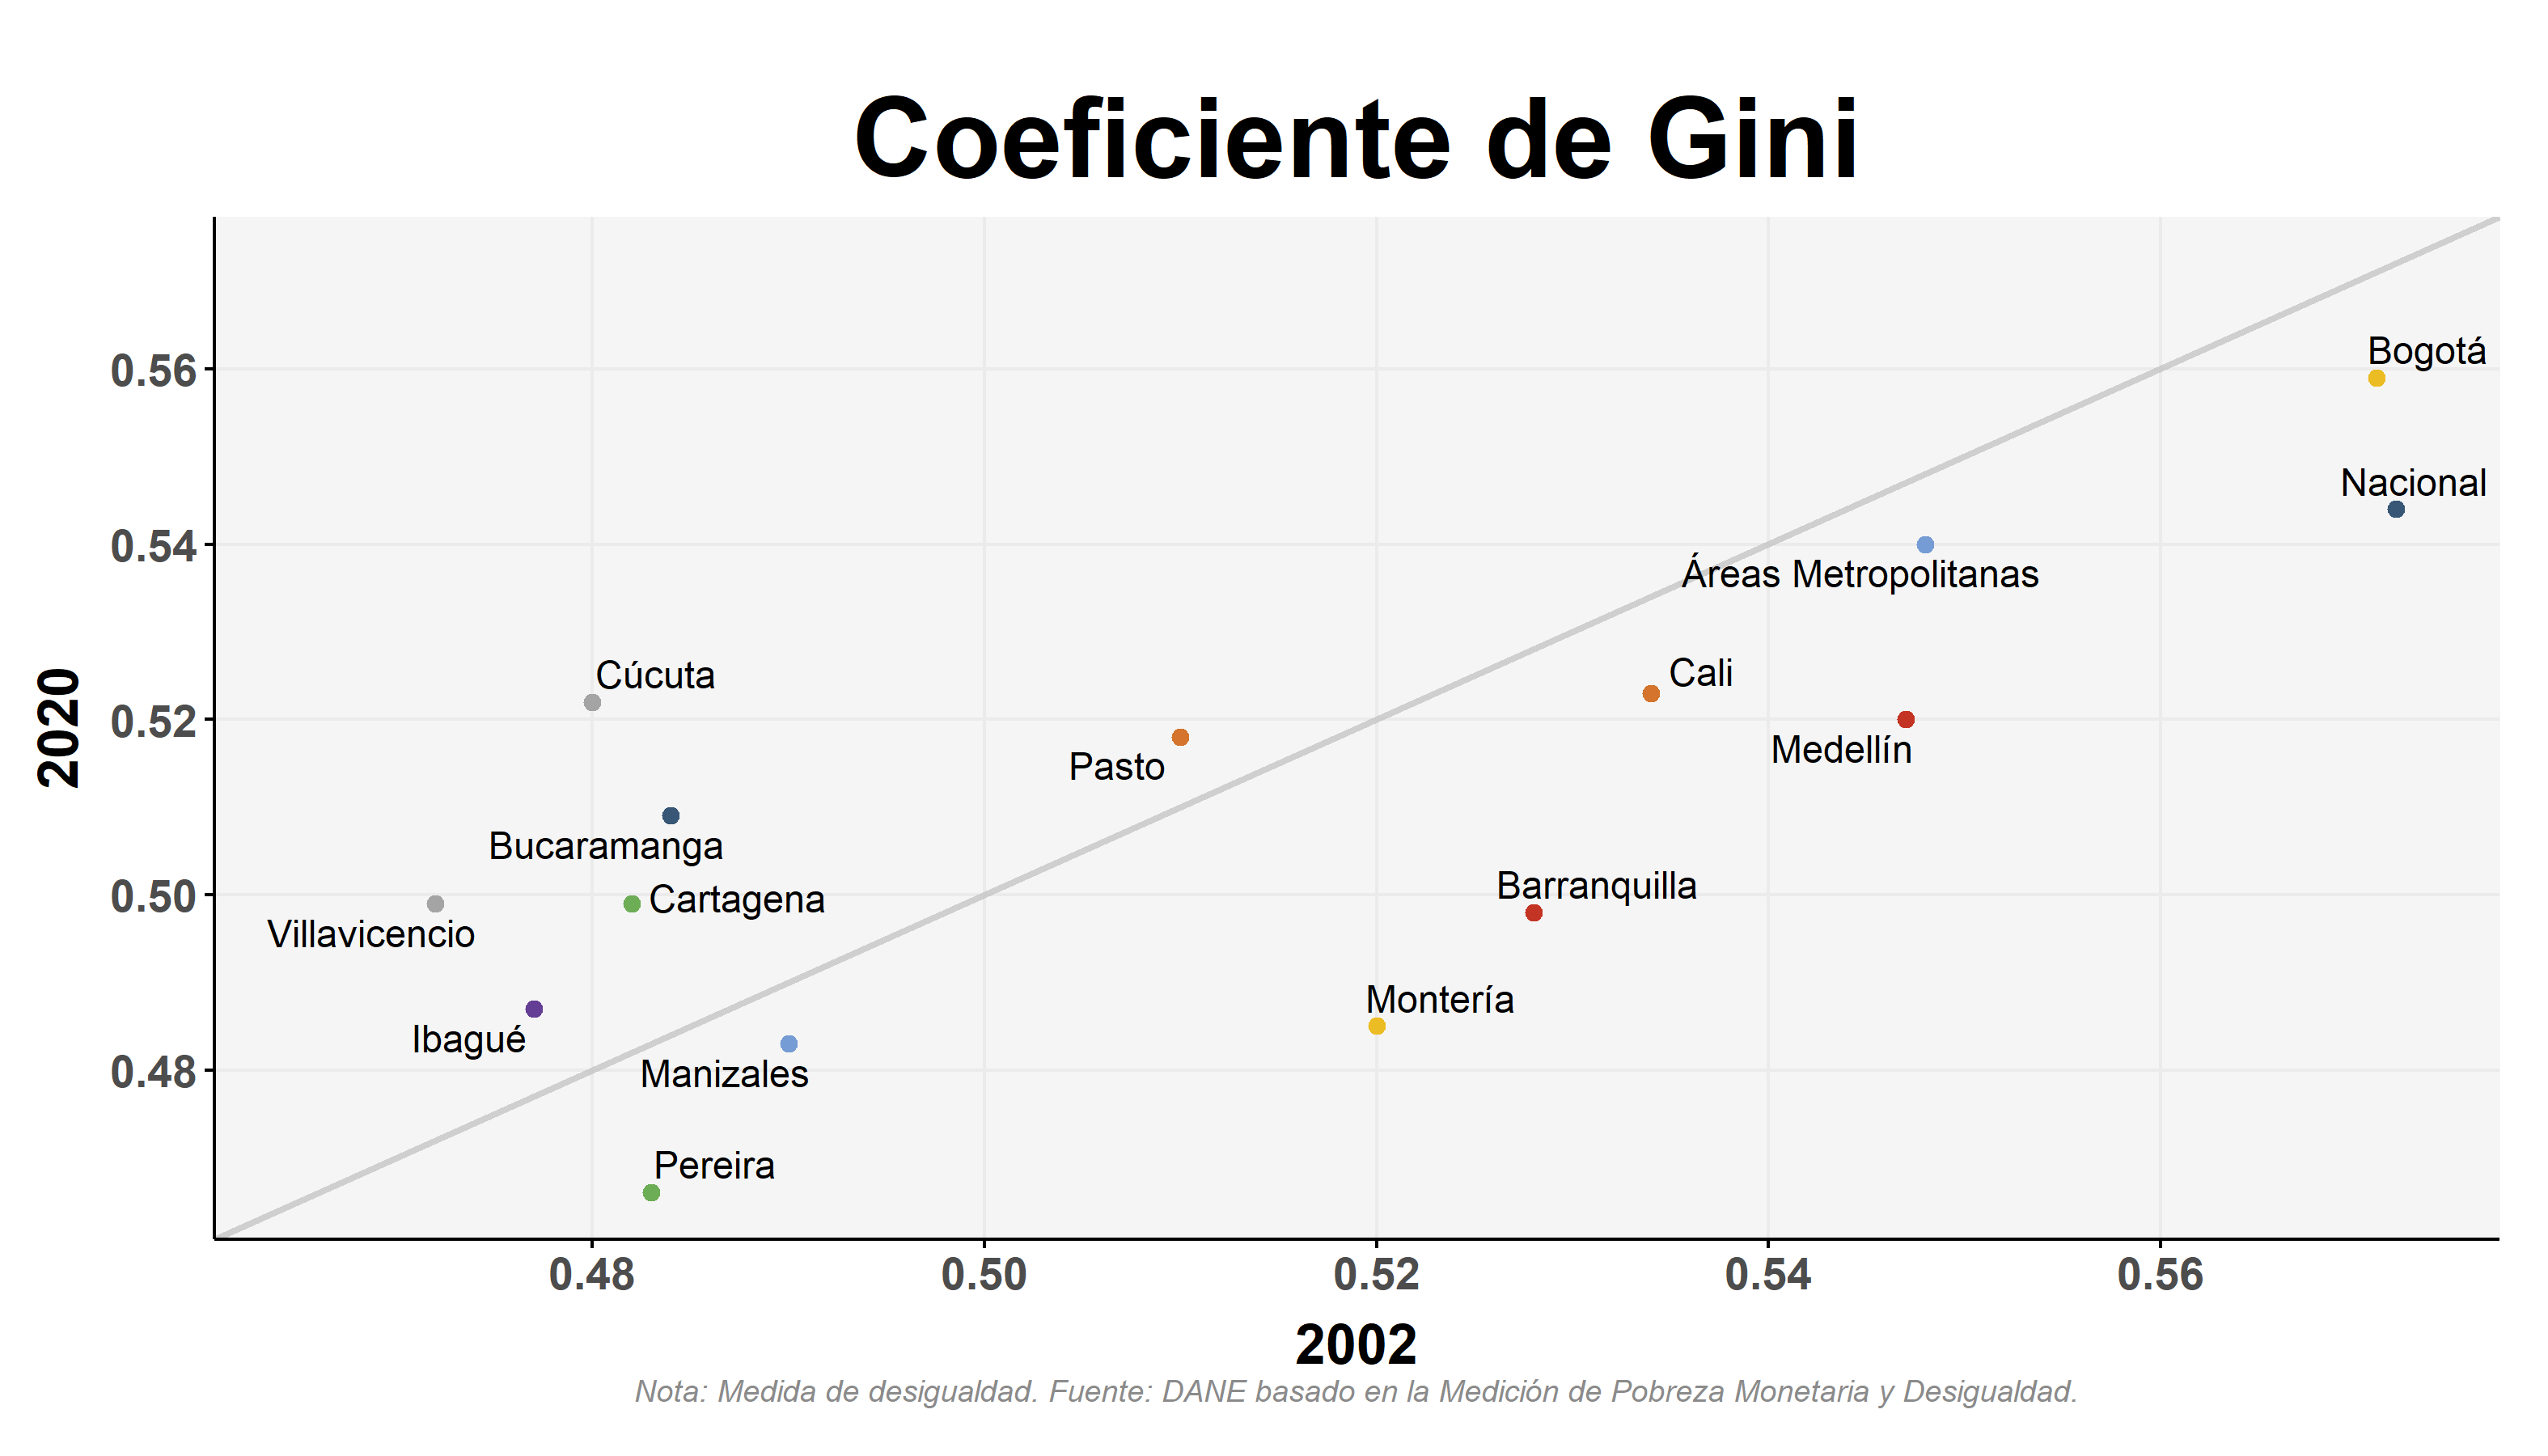 Coeficiente de Gini
0.56
0.54
0.52
0.50
0.48
2020
Bogotá
Nacional
Áreas Metropolitanas
Cúcuta
Cali
Pasto
Medellín
Bucaramanga
Barranquilla
Cartagena
Villavicencio
Montería
Ibagué
Manizales
Pereira
0.48
0.50
0.52
0.54
0.56
2002
Nota: Medida de desigualdad. Fuente: DANE basado en la Medición de Pobreza Monetaria y Desigualdad.